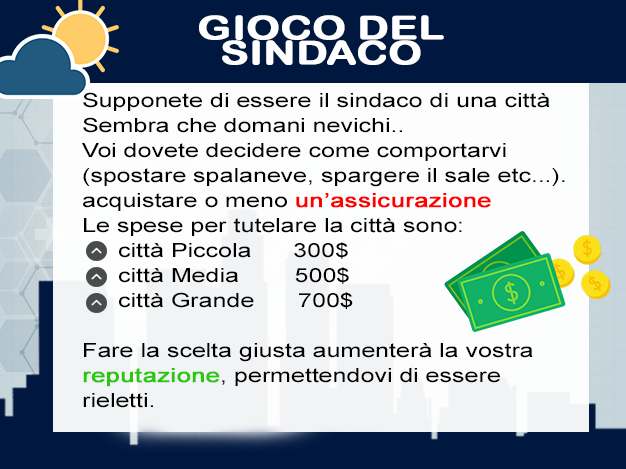 GIOCO DEL
SINDACO
Supponete di essere il sindaco di una città
Sembra che domani nevichi..
Voi dovete decidere come comportarvi
(spostare spalaneve, spargere il sale etc...).
acquistare o meno un'assicurazione
Le spese per tutelare la città sono:
città Piccola 300$
città Media 500$
città Grande 700$
Fare la scelta giusta aumenterà la vostra
reputazione, permettendovi di essere
rieletti.